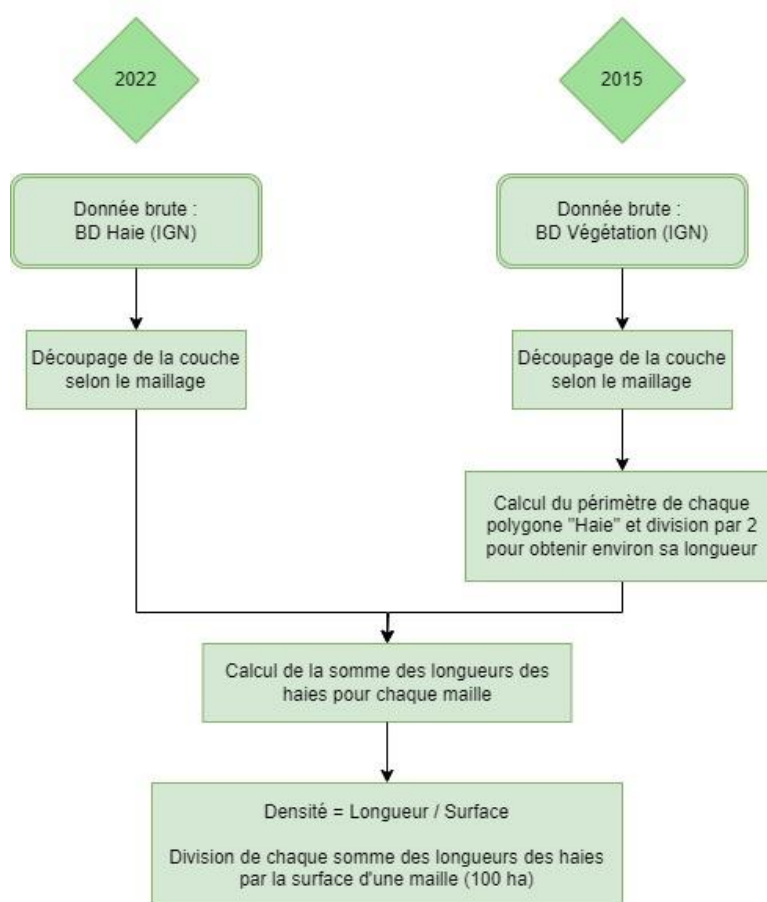 2022
2015
Donnée brute :
BD Haie (IGN)
Donnée brute :
BD Végétation (IGN)
Découpage de la couche
selon le maillage
Découpage de la couche
selon le maillage
Calcul du périmètre de chaque
polygone "Haie" et division par 2
pour obtenir environ sa longueur
Calcul de la somme des longueurs des
haies pour chaque maille
Densité = Longueur / Surface
Division de chaque somme des longueurs des haies
par la surface d'une maille (100 ha)